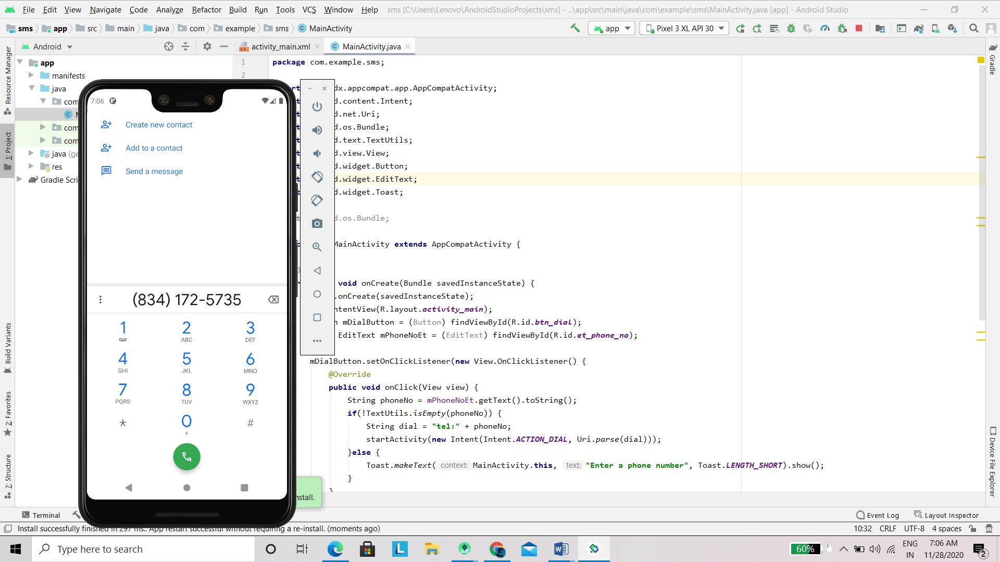 File Edit View Navigate Code Analyze Refactor Build Run Tools VCS Window Help sms [C:\Users\Lenovo\AndroidStudioProjects\sms] - ...\app\src\main\java\com\example\sms\MainActivity.java [app] - Android Studio
sms app src main java com example sms MainActivity app Pixel 3 XL API 30
Android activity_main.xml MainActivity.java
Resource Manager
1: Project
Build Variants
2: Favorites
7: Structure
Gradle
Device File Explorer
app
manifests
java
com
com
com
java (ge
res
Gradle Scri
7:06
Create new contact
Add to a contact
Send a message
(834) 172-5735
1 2 3
ABC DEF
4 5 6
GHI JKL MNO
7 8 9
PQRS TUV WXYZ
* 0 #
+
1 package com.example.sms;
2
dx.appcompat.app.AppCompatActivity;
d.content.Intent;
d.net.Uri;
d.os.Bundle;
d.text.TextUtils;
d.view.View;
d.widget.Button;
d.widget.EditText;
d.widget.Toast;
d.os.Bundle;
MainActivity extends AppCompatActivity {
void onCreate(Bundle savedInstanceState) {
.onCreate(savedInstanceState);
ntentView(R.layout.activity_main);
n mDialButton = (Button) findViewById(R.id.btn_dial);
EditText mPhoneNoEt = (EditText) findViewById(R.id.et_phone_no);
mDialButton.setOnClickListener(new View.OnClickListener() {
@Override
public void onClick(View view) {
String phoneNo = mPhoneNoEt.getText().toString();
if(!TextUtils.isEmpty(phoneNo)) {
String dial = "tel:" + phoneNo;
startActivity(new Intent(Intent.ACTION_DIAL, Uri.parse(dial)));
}else {
Toast.makeText( context: MainActivity.this, text: "Enter a phone number", Toast.LENGTH_SHORT).show();
}
nstall.
Terminal Event Log Layout Inspector
Install successfully finished in 297 ms.. App restart successful without requiring a re-install. (moments ago) 10:32 CRLF UTF-8 4 spaces
Type here to search 60% ENG IN 7:06 AM 11/28/2020 2